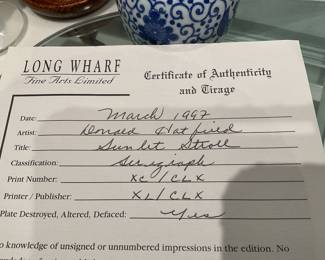 LONG WHARF
Fine Arts Limited
Certificate of Authenticity
and Tirage
Date: March 1997
Artist: Donald Hatfield
Title: Sunlit Stroll
Classification: Serigraph
Print Number: XC/CLX
Printer / Publisher: XL/CLX
Plate Destroyed, Altered, Defaced: Yes
o knowledge of unsigned or unnumbered impressions in the edition. No